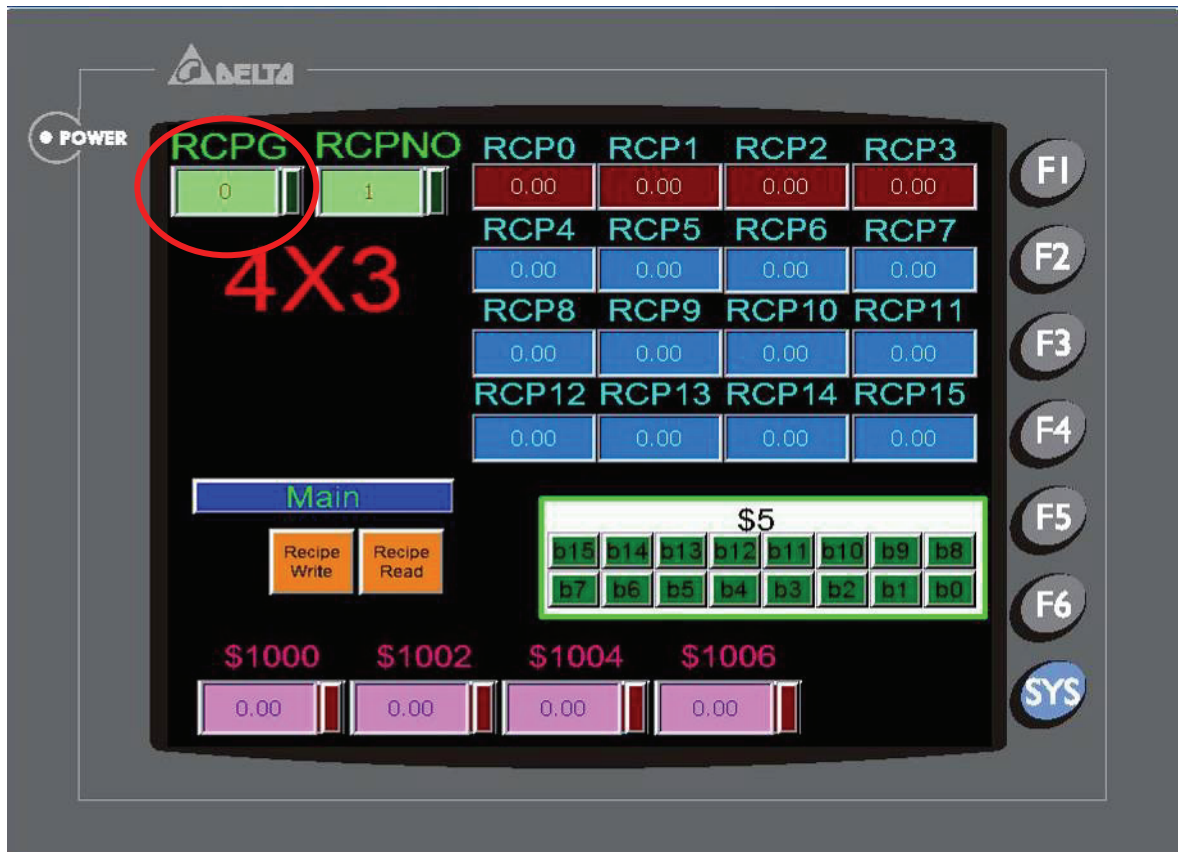 DELTA
POWER
RCPG RCPNO
0 1
4X3
RCP0 RCP1 RCP2 RCP3
0.00 0.00 0.00 0.00
RCP4 RCP5 RCP6 RCP7
0.00 0.00 0.00 0.00
RCP8 RCP9 RCP10 RCP11
0.00 0.00 0.00 0.00
RCP12 RCP13 RCP14 RCP15
0.00 0.00 0.00 0.00
Main
Recipe
Write
Recipe
Read
$5
b15 b14 b13 b12 b11 b10 b9 b8
b7 b6 b5 b4 b3 b2 b1 b0
$1000 $1002 $1004 $1006
0.00 0.00 0.00 0.00
F1
F2
F3
F4
F5
F6
SYS